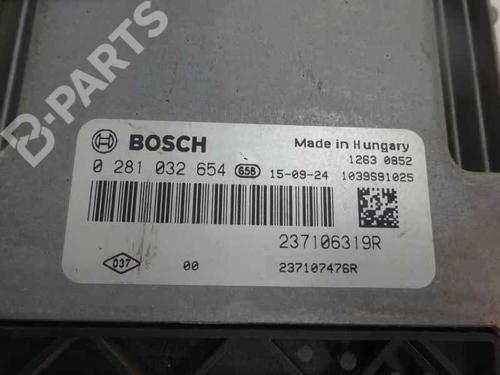 B-PARTS
BOSCH
Made in Hungary
1263 0852
0 281 032 654 658 15-09-24 1039S91025
237106319R
037 00 237107476R